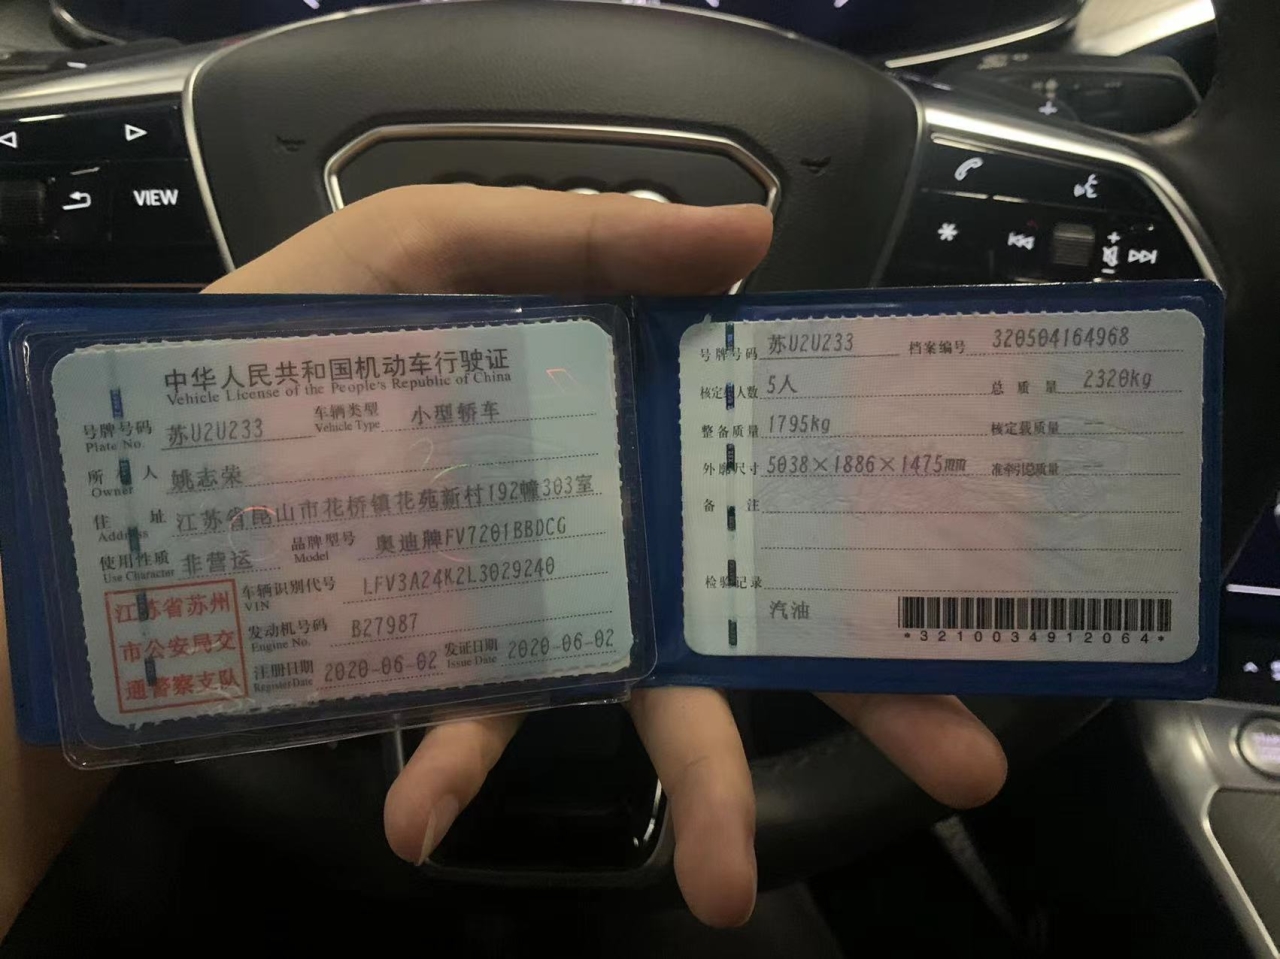 VIEW
中华人民共和国机动车行驶证
Vehicle License of the People's Republic of China
号牌号码 苏U2U233 车辆类型 小型轿车
Plate No. Vehicle Type
所有人 姚志荣
Owner
住址 江苏省昆山市花桥镇花苑新村192幢303室
Address
使用性质 非营运 品牌型号 奥迪牌FV7201BBDCG
Use Character Model
江苏省苏州
市公安局交
通警察支队
车辆识别代号 LFV3A24K2L3029240
VIN
发动机号码 B27987
Engine No.
注册日期 2020-06-02 发证日期 2020-06-02
Register Date Issue Date
号牌号码 苏U2U233 档案编号 320504164968
核定载人数 5人 总质量 2320kg
整备质量 1795kg 核定载质量 —
外廓尺寸 5038×1886×1475mm 准牵引总质量 —
备注
检验记录
汽油
*3210034912064*